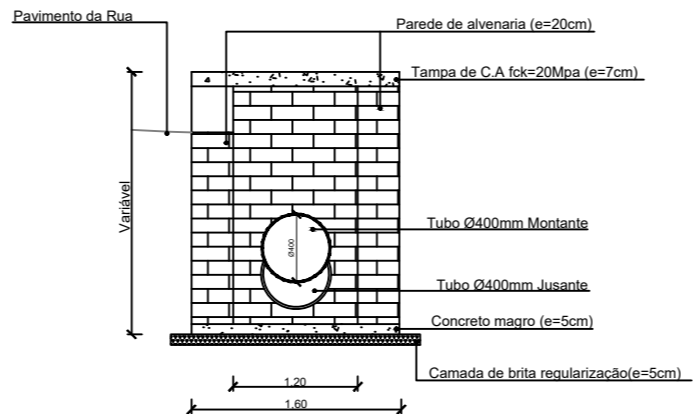 Pavimento da Rua
Parede de alvenaria (e=20cm)
Tampa de C.A fck=20Mpa (e=7cm)
Variável
Ø400
Tubo Ø400mm Montante
Tubo Ø400mm Jusante
Concreto magro (e=5cm)
Camada de brita regularização(e=5cm)
1.20
1.60